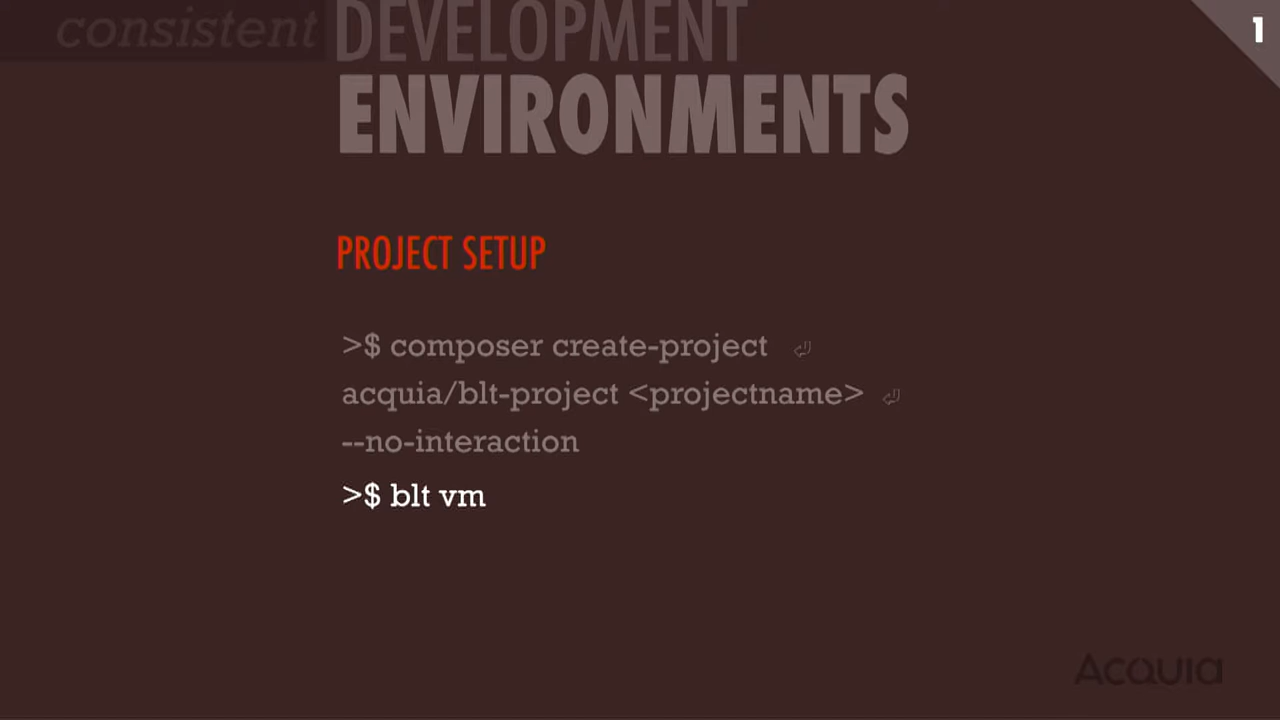 consistent DEVELOPMENT
1
ENVIRONMENTS
PROJECT SETUP
>$ composer create-project ⏎
acquia/blt-project <projectname> ⏎
--no-interaction
>$ blt vm
Acquia